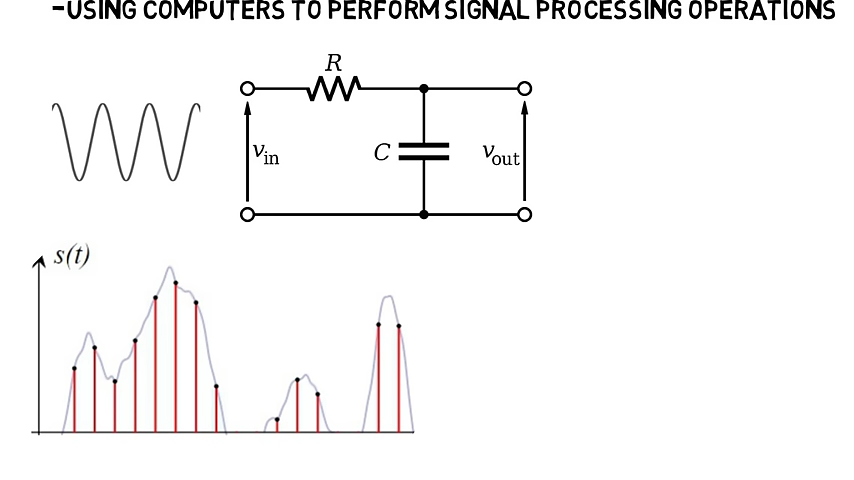 -USING COMPUTERS TO PERFORM SIGNAL PROCESSING OPERATIONS
R
v_in
C
v_out
s(t)